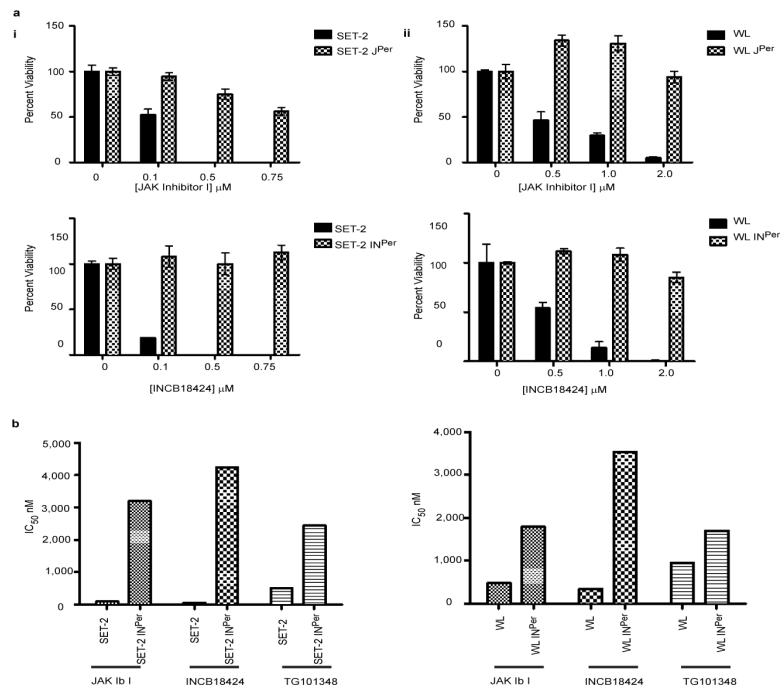 a
i
150
100
50
0
Percent Viability
SET-2
SET-2 JPer
0 0.1 0.5 0.75
[JAK Inhibitor I] μM
ii
150
100
50
0
Percent Viability
WL
WL JPer
0 0.5 1.0 2.0
[JAK Inhibitor I] μM
150
100
50
0
Percent Viability
SET-2
SET-2 INPer
0 0.1 0.5 0.75
[INCB18424] μM
150
100
50
0
Percent Viability
WL
WL INPer
0 0.5 1.0 2.0
[INCB18424] μM
b
5,000
4,000
3,000
2,000
1,000
0
IC50 nM
SET-2
SET-2 INPer
SET-2
SET-2 INPer
SET-2
SET-2 INPer
JAK Ib I INCB18424 TG101348
4,000
3,000
2,000
1,000
0
IC50 nM
WL
WL INPer
WL
WL INPer
WL
WL INPer
JAK Ib I INCB18424 TG101348